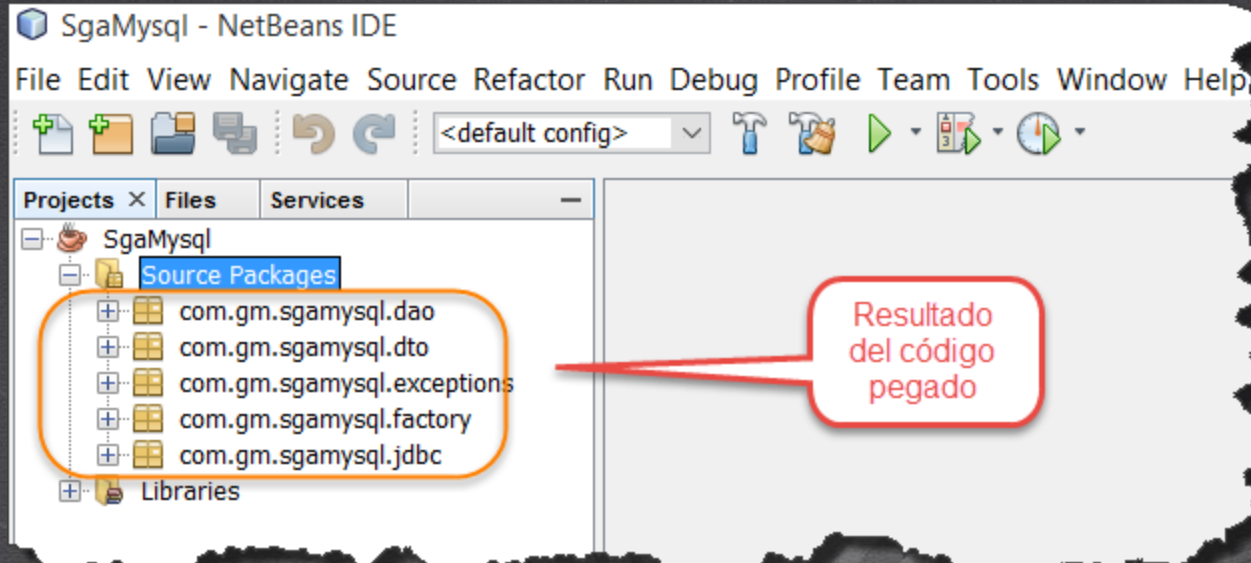 SgaMysql - NetBeans IDE
File Edit View Navigate Source Refactor Run Debug Profile Team Tools Window Help
<default config>
Projects Files Services
SgaMysql
Source Packages
com.gm.sgamysql.dao
com.gm.sgamysql.dto
com.gm.sgamysql.exceptions
com.gm.sgamysql.factory
com.gm.sgamysql.jdbc
Libraries
Resultado
del código
pegado